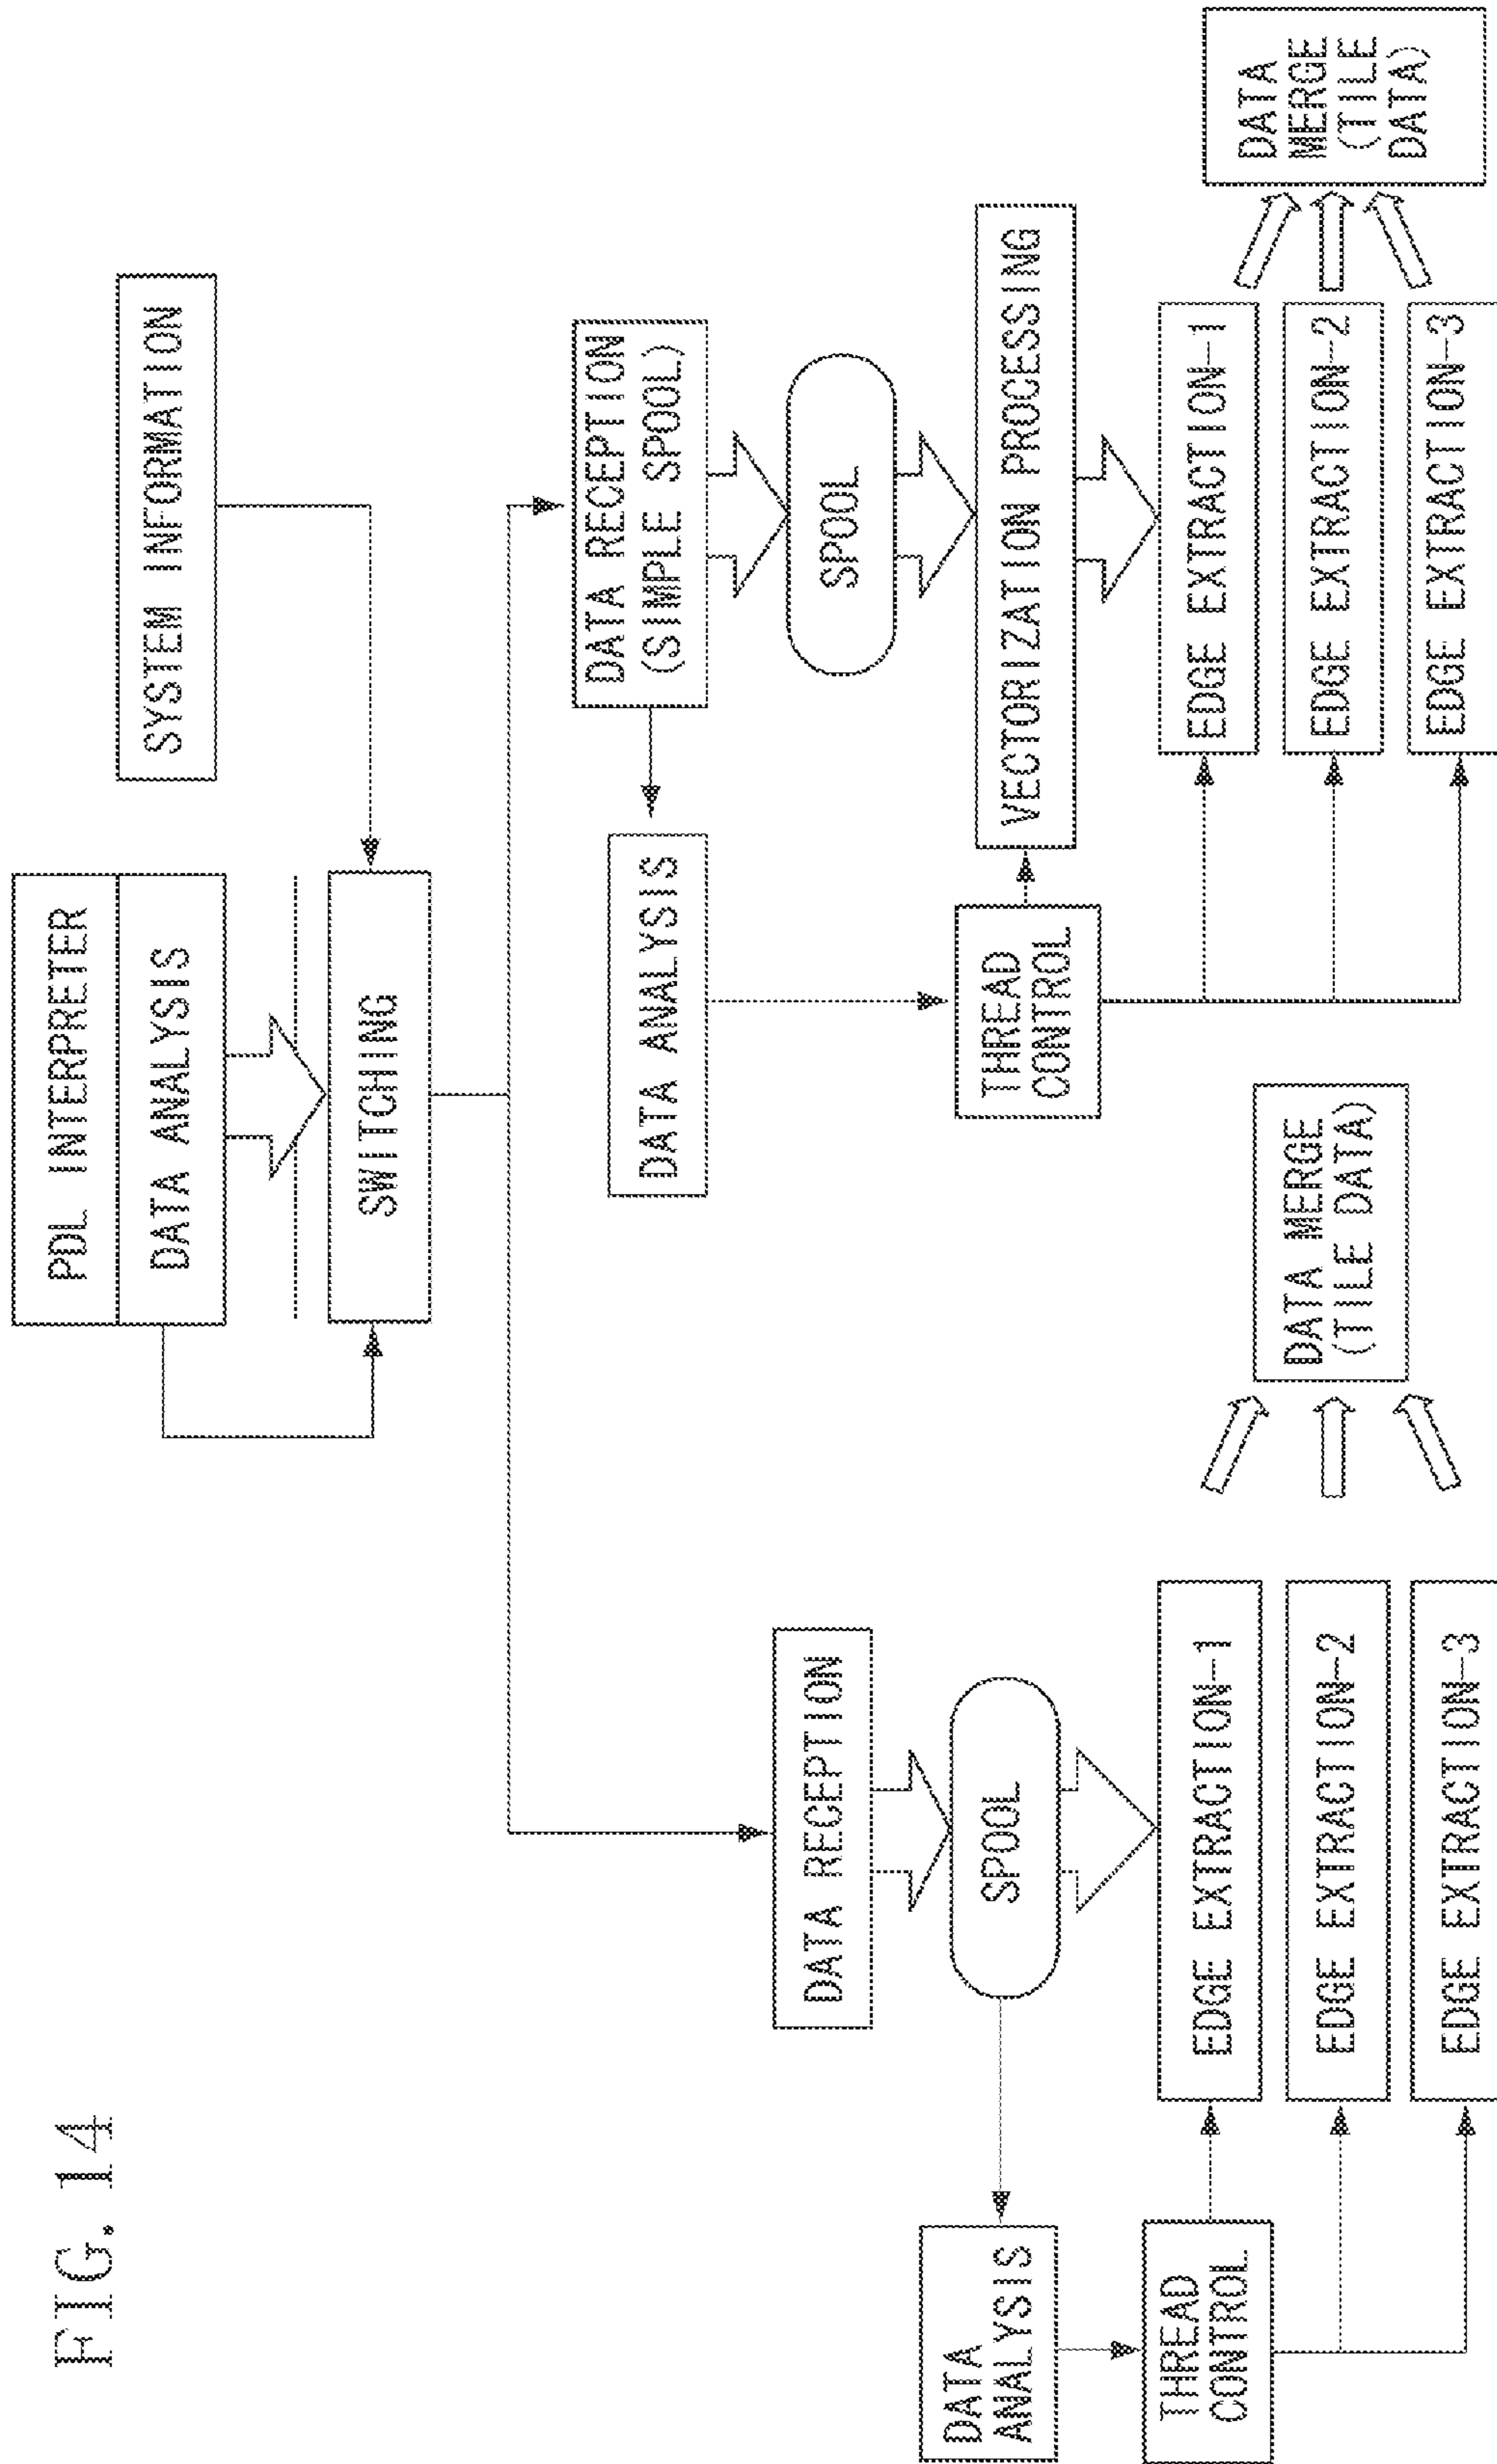 FIG. 14
PDL INTERPRETER
DATA ANALYSIS
SYSTEM INFORMATION
SWITCHING
DATA RECEPTION
SPOOL
DATA
ANALYSIS
THREAD
CONTROL
EDGE EXTRACTION-1
EDGE EXTRACTION-2
EDGE EXTRACTION-3
DATA MERGE
(TILE DATA)
DATA RECEPTION
(SIMPLE SPOOL)
DATA ANALYSIS
SPOOL
THREAD
CONTROL
VECTORIZATION PROCESSING
EDGE EXTRACTION-1
EDGE EXTRACTION-2
EDGE EXTRACTION-3
DATA
MERGE
(TILE
DATA)